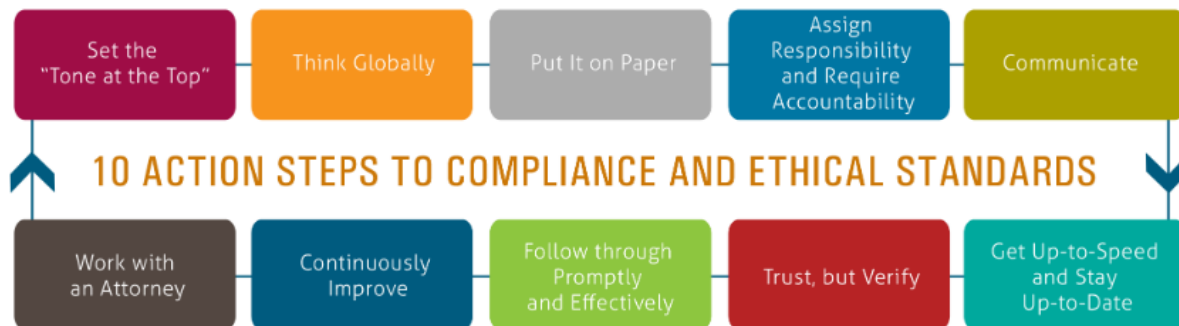 Set the
"Tone at the Top"
Think Globally
Put It on Paper
Assign
Responsibility
and Require
Accountability
Communicate
10 ACTION STEPS TO COMPLIANCE AND ETHICAL STANDARDS
Work with
an Attorney
Continuously
Improve
Follow through
Promptly
and Effectively
Trust, but Verify
Get Up-to-Speed
and Stay
Up-to-Date